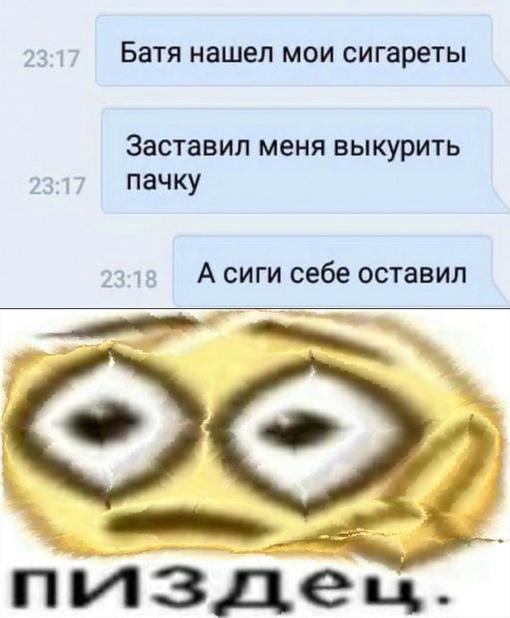 23:17 Батя нашел мои сигареты
Заставил меня выкурить
23:17 пачку
23:18 А сиги себе оставил
пиздец.